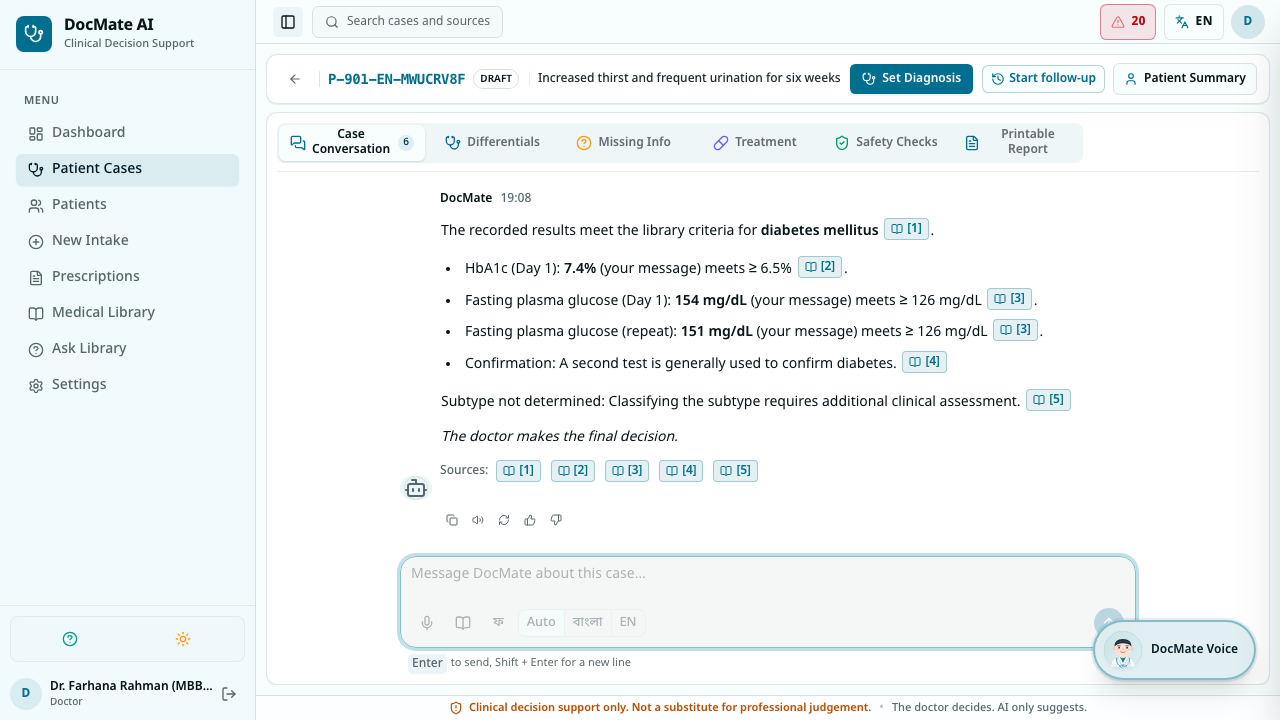 DocMate AI
Clinical Decision Support
MENU
Dashboard
Patient Cases
Patients
New Intake
Prescriptions
Medical Library
Ask Library
Settings
D
Dr. Farhana Rahman (MBB...
Doctor
Search cases and sources
20
EN
D
P-901-EN-MWUCRV8F
DRAFT
Increased thirst and frequent urination for six weeks
Set Diagnosis
Start follow-up
Patient Summary
Case Conversation
6
Differentials
Missing Info
Treatment
Safety Checks
Printable Report
DocMate 19:08
The recorded results meet the library criteria for diabetes mellitus [1] .
• HbA1c (Day 1): 7.4% (your message) meets ≥ 6.5% [2] .
• Fasting plasma glucose (Day 1): 154 mg/dL (your message) meets ≥ 126 mg/dL [3] .
• Fasting plasma glucose (repeat): 151 mg/dL (your message) meets ≥ 126 mg/dL [3] .
• Confirmation: A second test is generally used to confirm diabetes. [4]
Subtype not determined: Classifying the subtype requires additional clinical assessment. [5]
The doctor makes the final decision.
Sources: [1] [2] [3] [4] [5]
Message DocMate about this case...
ফ
Auto
বাংলা
EN
Enter to send, Shift + Enter for a new line
DocMate Voice
Clinical decision support only. Not a substitute for professional judgement. • The doctor decides. AI only suggests.